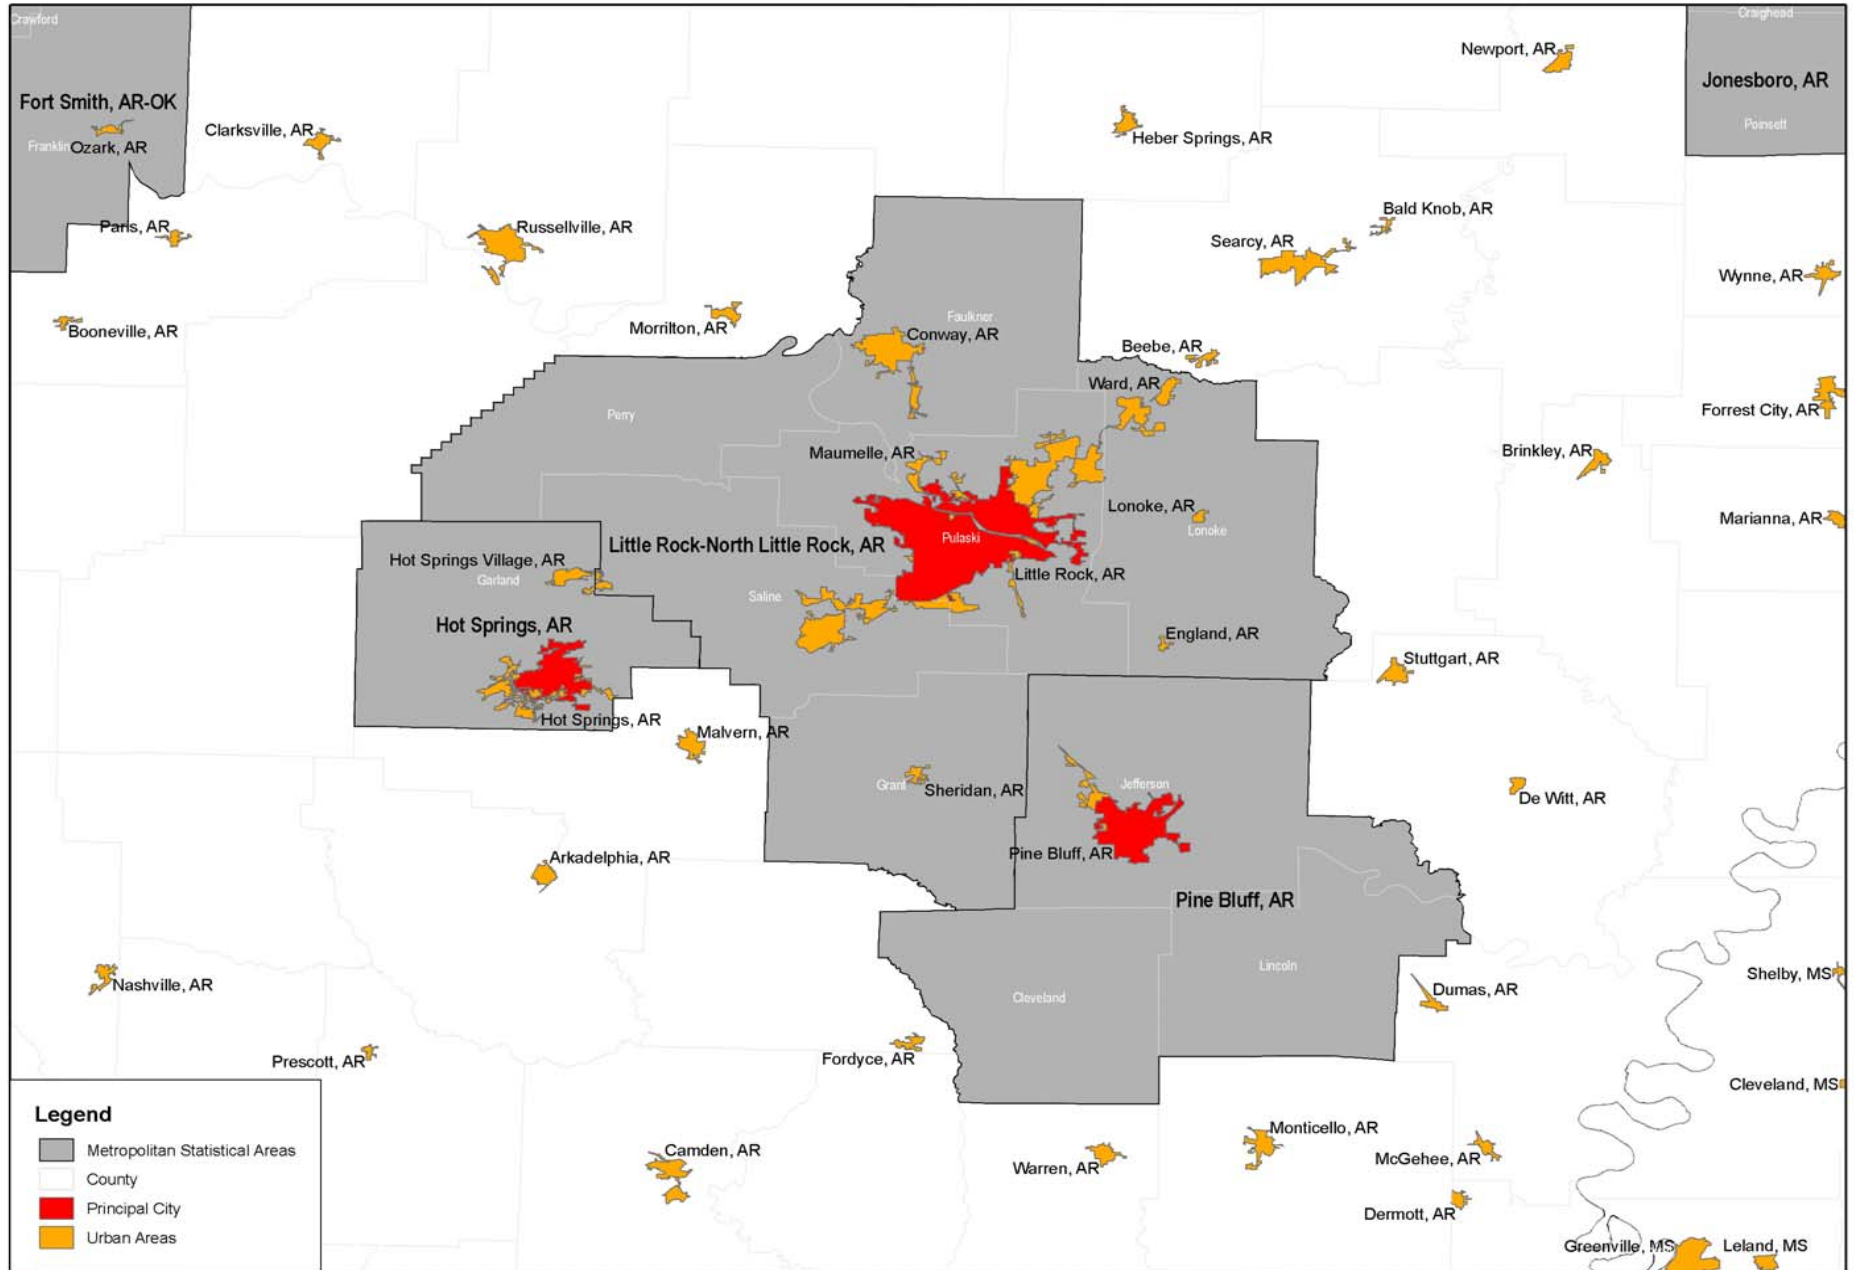 Crawford
Craighead
Newport, AR
Jonesboro, AR
Fort Smith, AR-OK
Clarksville, AR
Poinsett
Heber Springs, AR
Franklin
Ozark, AR
Bald Knob, AR
Paris, AR
Russellville, AR
Searcy, AR
Wynne, AR
Faulkner
Booneville, AR
Morrilton, AR
Conway, AR
Beebe, AR
Ward, AR
Perry
Forrest City, AR
Maumelle, AR
Brinkley, AR
Lonoke, AR
Marianna, AR
Lonoke
Pulaski
Little Rock-North Little Rock, AR
Hot Springs Village, AR
Garland
Little Rock, AR
Saline
Hot Springs, AR
England, AR
Stuttgart, AR
Hot Springs, AR
Malvern, AR
Grant
Sheridan, AR
Jefferson
De Witt, AR
Pine Bluff, AR
Arkadelphia, AR
Pine Bluff, AR
Lincoln
Shelby, MS
Nashville, AR
Dumas, AR
Cleveland
Prescott, AR
Fordyce, AR
Cleveland, MS
Legend
Metropolitan Statistical Areas
County
Principal City
Urban Areas
Camden, AR
Warren, AR
Monticello, AR
McGehee, AR
Dermott, AR
Greenville, MS
Leland, MS